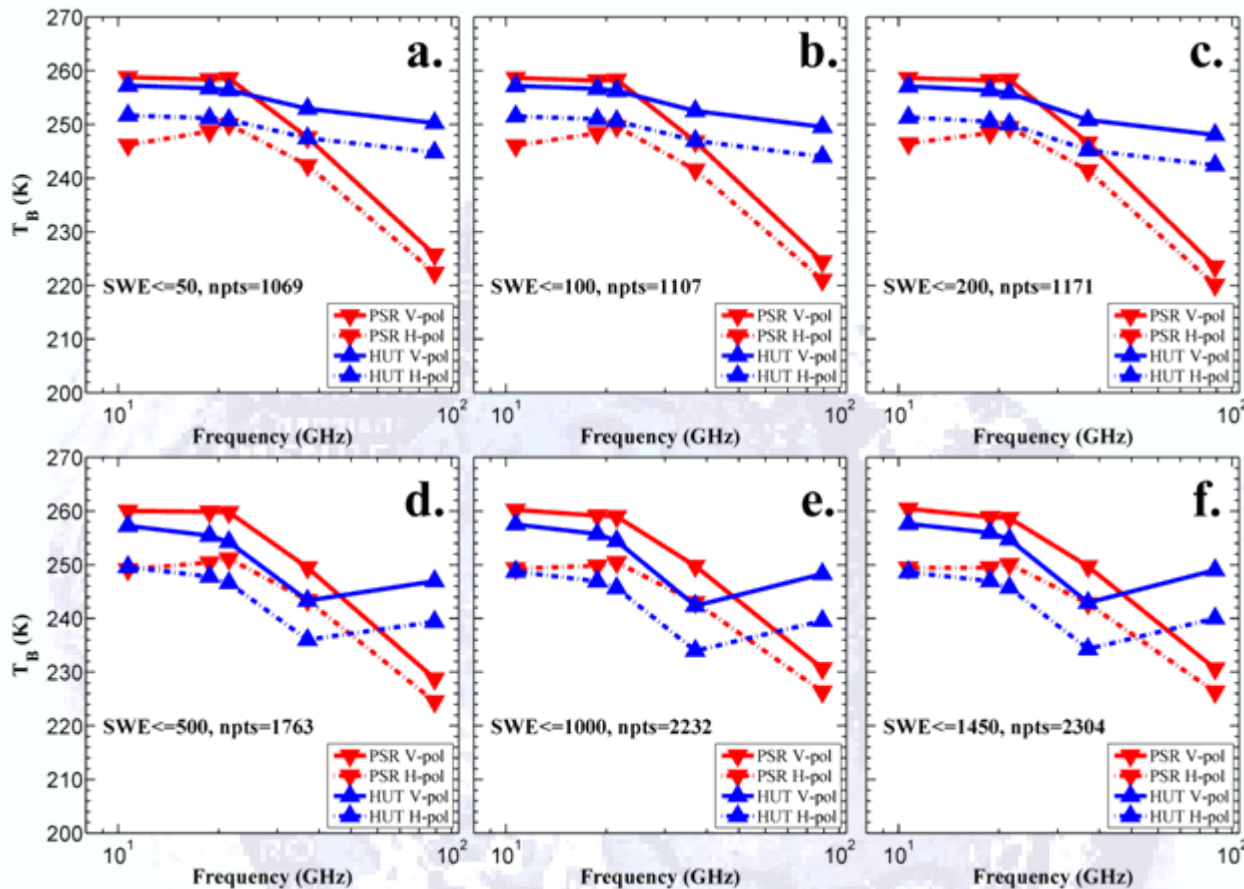 270
260
250
240
230
220
210
200
T_B (K)
a.
SWE<=50, npts=1069
PSR V-pol
PSR H-pol
HUT V-pol
HUT H-pol
10^1
10^2
Frequency (GHz)
b.
SWE<=100, npts=1107
PSR V-pol
PSR H-pol
HUT V-pol
HUT H-pol
10^1
10^2
Frequency (GHz)
c.
SWE<=200, npts=1171
PSR V-pol
PSR H-pol
HUT V-pol
HUT H-pol
10^1
10^2
Frequency (GHz)
270
260
250
240
230
220
210
200
T_B (K)
d.
SWE<=500, npts=1763
PSR V-pol
PSR H-pol
HUT V-pol
HUT H-pol
10^1
10^2
Frequency (GHz)
e.
SWE<=1000, npts=2232
PSR V-pol
PSR H-pol
HUT V-pol
HUT H-pol
10^1
10^2
Frequency (GHz)
f.
SWE<=1450, npts=2304
PSR V-pol
PSR H-pol
HUT V-pol
HUT H-pol
10^1
10^2
Frequency (GHz)